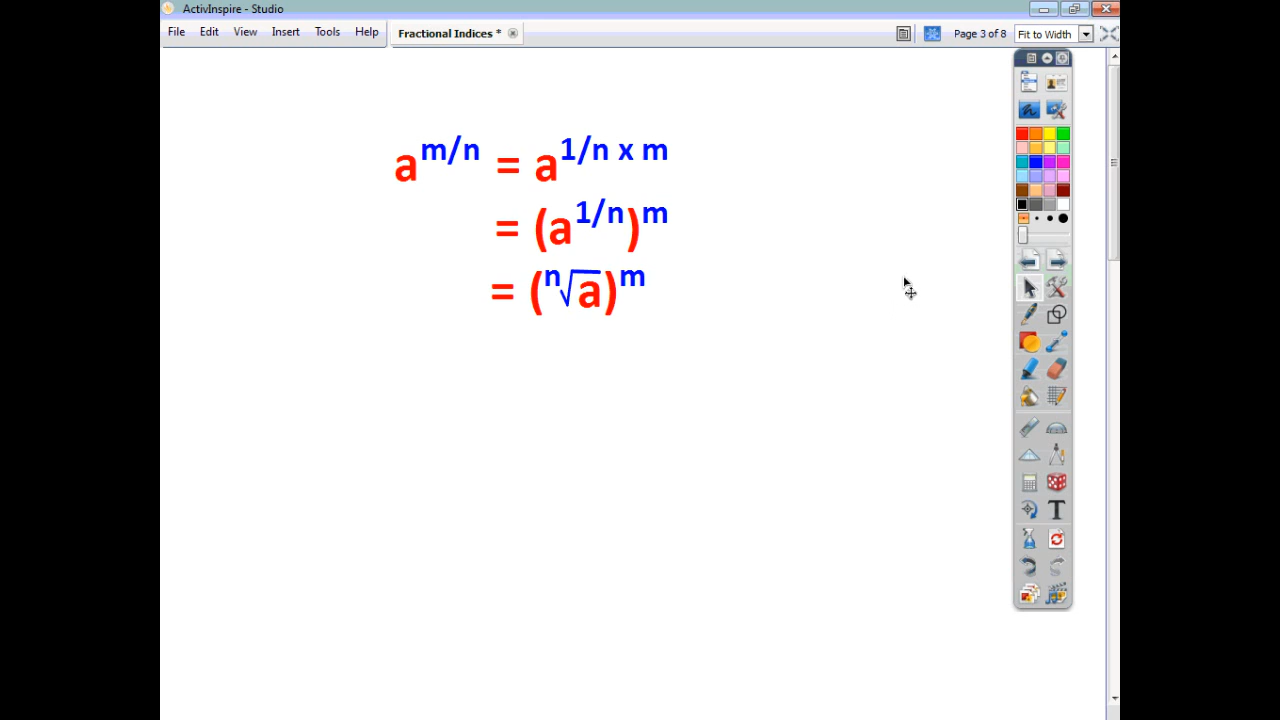 ActivInspire - Studio
File Edit View Insert Tools Help Fractional Indices * Page 3 of 8 Fit to Width
a^m/n = a^1/n x m
= (a^1/n)^m
= (ⁿ√a)^m
T